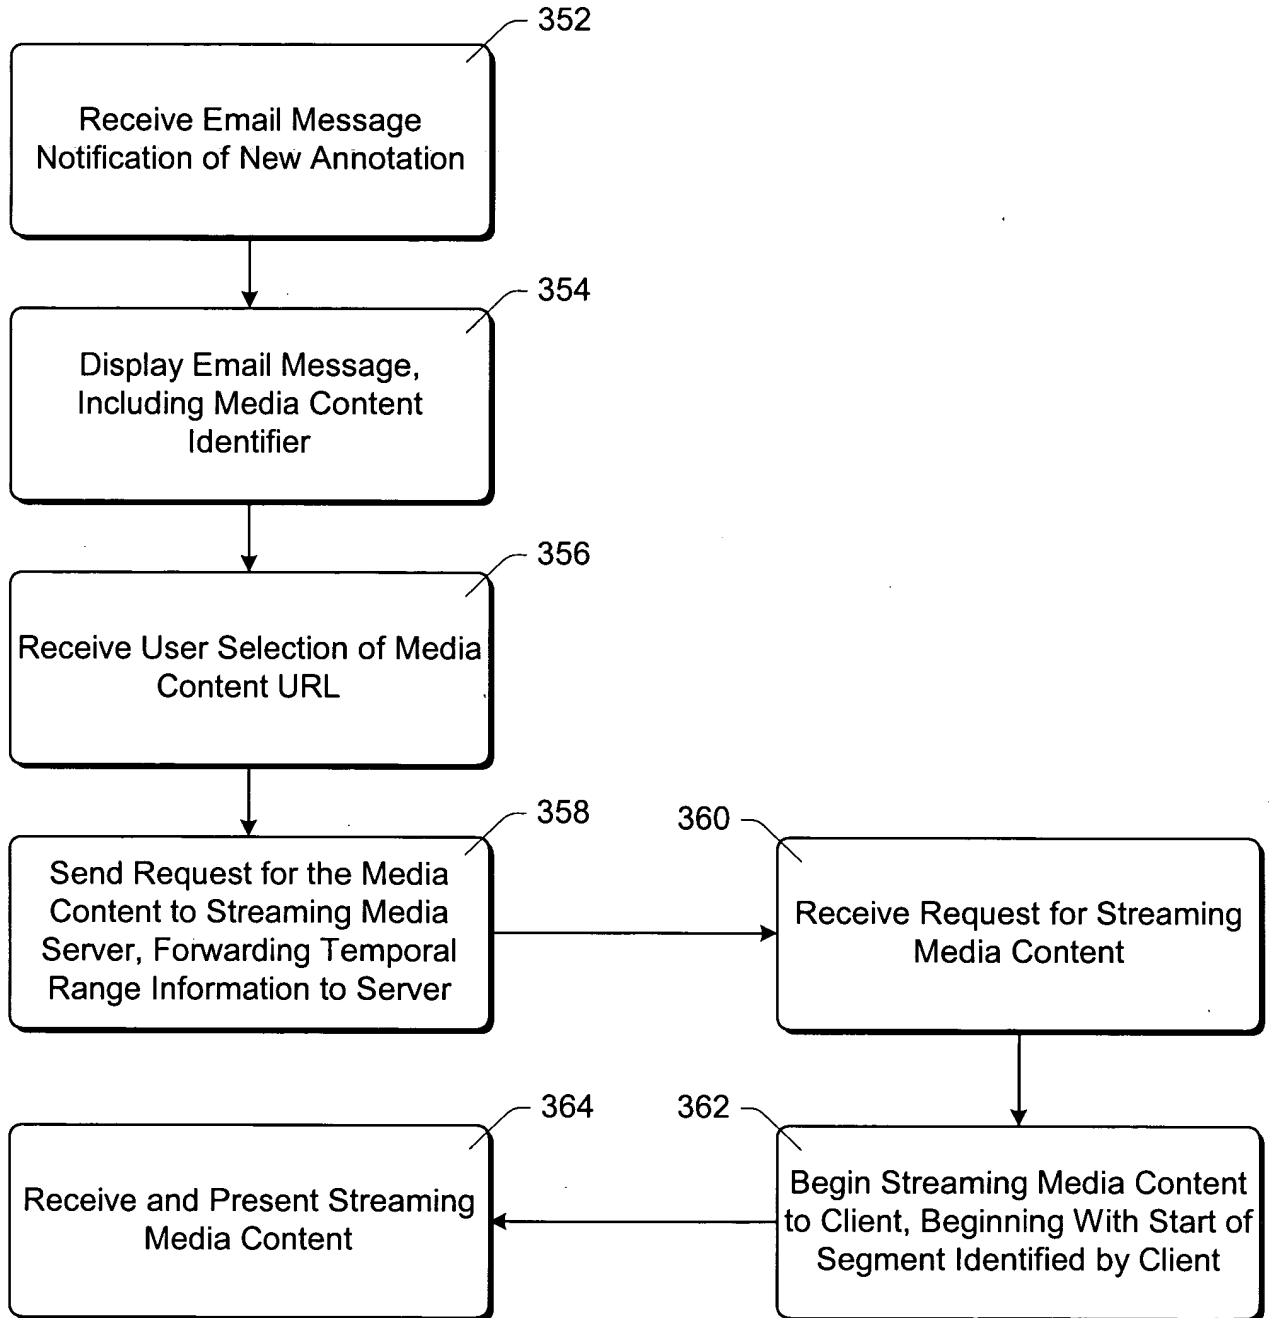 352
Receive Email Message
Notification of New Annotation
354
Display Email Message,
Including Media Content
Identifier
356
Receive User Selection of Media
Content URL
358
Send Request for the Media
Content to Streaming Media
Server, Forwarding Temporal
Range Information to Server
360
Receive Request for Streaming
Media Content
362
Begin Streaming Media Content
to Client, Beginning With Start of
Segment Identified by Client
364
Receive and Present Streaming
Media Content